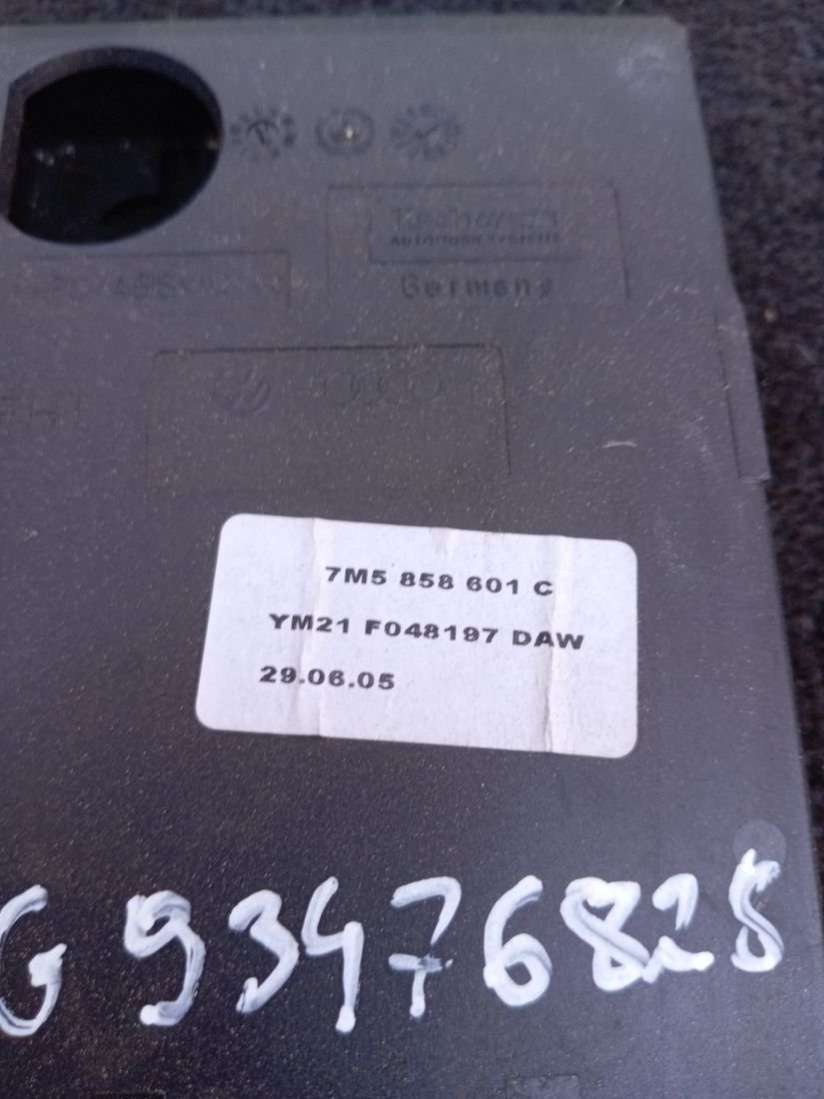 Germany
7M5 858 601 C
YM21 F048197 DAW
29.06.05
G 93476828